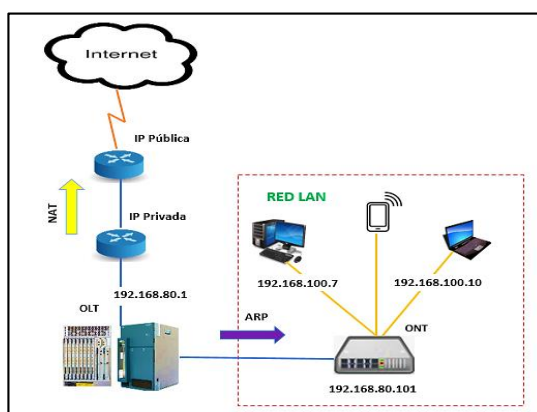 Internet
IP Pública
NAT
IP Privada
192.168.80.1
OLT
ARP
RED LAN
192.168.100.7
192.168.100.10
ONT
192.168.80.101